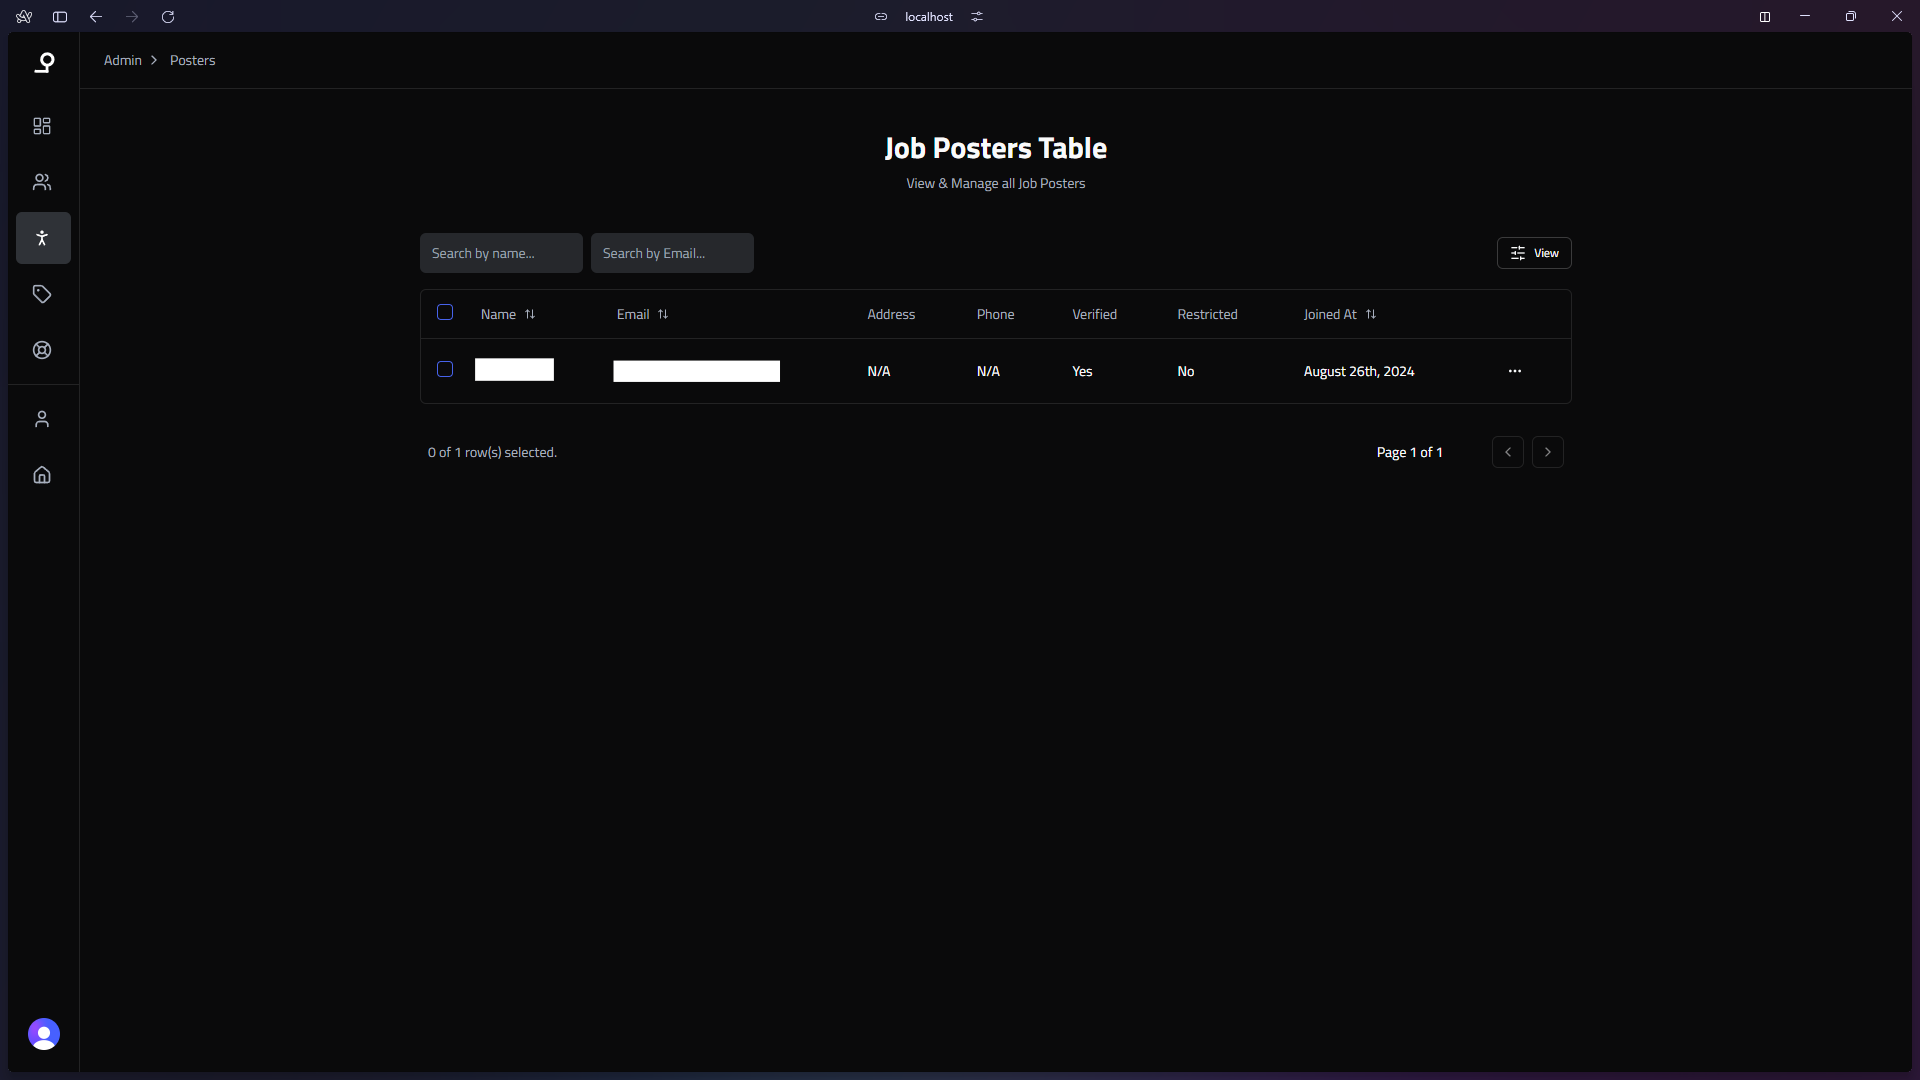 localhost
Admin > Posters
Job Posters Table
View & Manage all Job Posters
Search by name... Search by Email... View
Name Email Address Phone Verified Restricted Joined At
N/A N/A Yes No August 26th, 2024
0 of 1 row(s) selected. Page 1 of 1